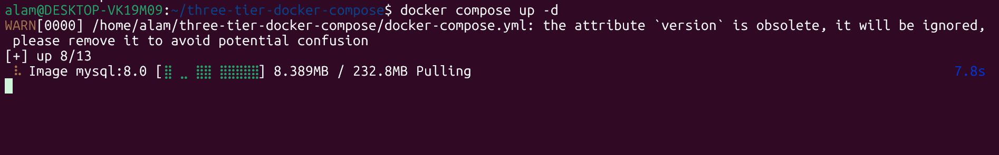 alam@DESKTOP-VK19M09:~/three-tier-docker-compose$ docker compose up -d
WARN[0000] /home/alam/three-tier-docker-compose/docker-compose.yml: the attribute `version` is obsolete, it will be ignored,
please remove it to avoid potential confusion
[+] up 8/13
⠧ Image mysql:8.0 [⣿ ⣀ ⣿⣿ ⣿⣿⣿⣿⣿] 8.389MB / 232.8MB Pulling 7.8s